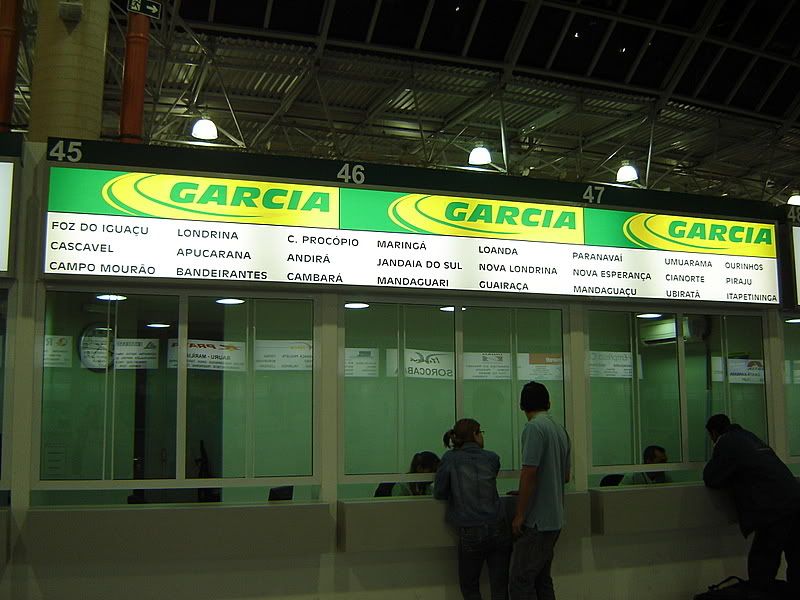 45
46
47
48
GARCIA
GARCIA
GARCIA
FOZ DO IGUAÇU
CASCAVEL
CAMPO MOURÃO
LONDRINA
APUCARANA
BANDEIRANTES
C. PROCÓPIO
ANDIRÁ
CAMBARÁ
MARINGÁ
JANDAIA DO SUL
MANDAGUARI
LOANDA
NOVA LONDRINA
GUAIRAÇA
PARANAVAÍ
NOVA ESPERANÇA
MANDAGUAÇU
UMUARAMA
CIANORTE
UBIRATÃ
OURINHOS
PIRAJU
ITAPETININGA